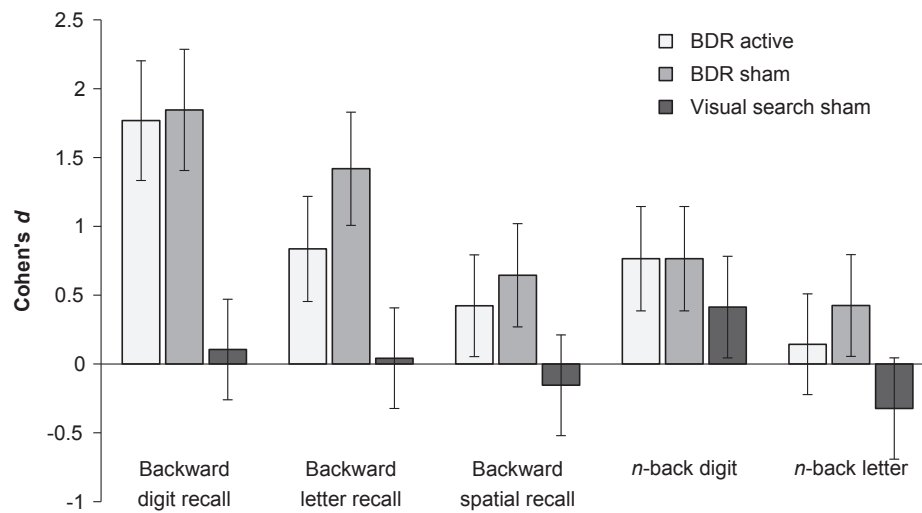 2.5
2
1.5
1
0.5
0
-0.5
-1
Cohen's d
BDR active
BDR sham
Visual search sham
Backward
digit recall
Backward
letter recall
Backward
spatial recall
n-back digit
n-back letter